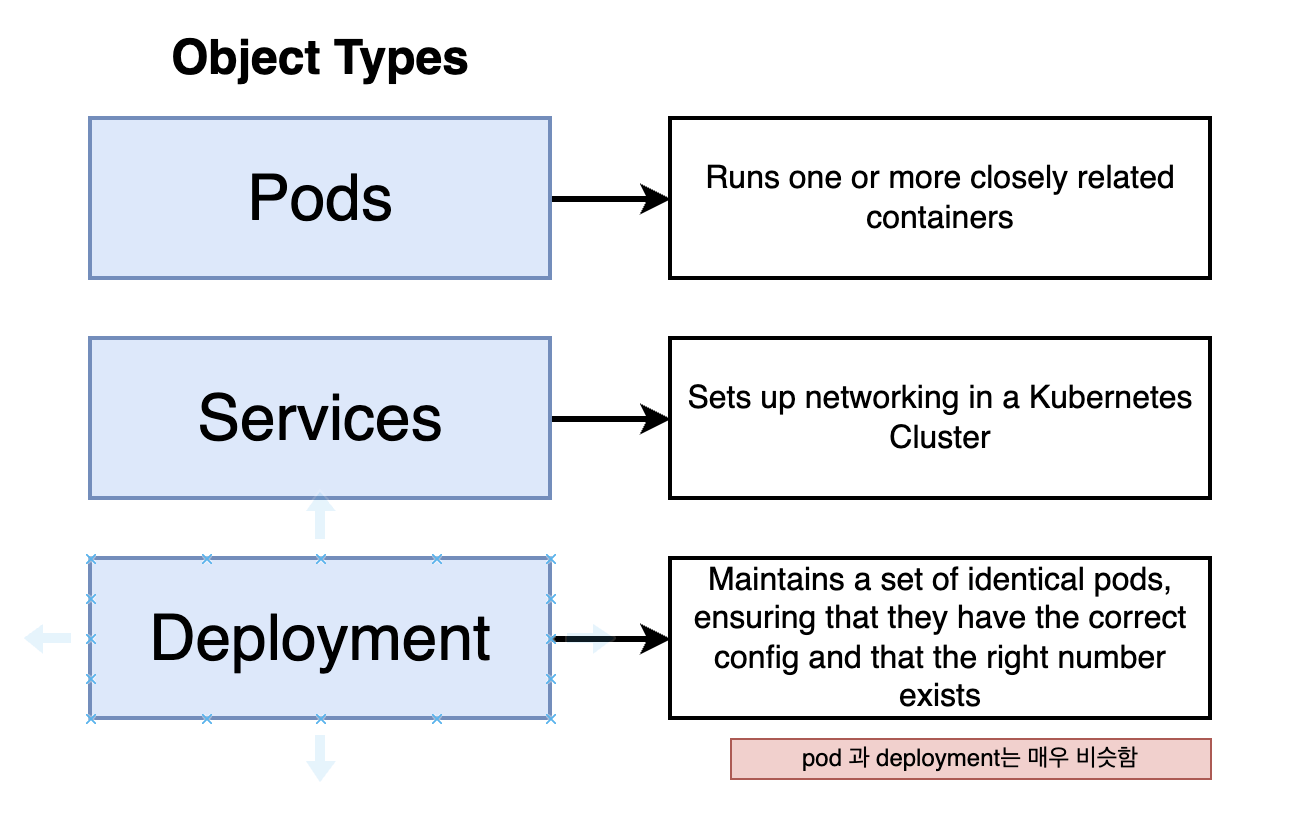 Object Types
Pods
Runs one or more closely related
containers
Services
Sets up networking in a Kubernetes
Cluster
Deployment
Maintains a set of identical pods,
ensuring that they have the correct
config and that the right number
exists
pod 과 deployment는 매우 비슷함